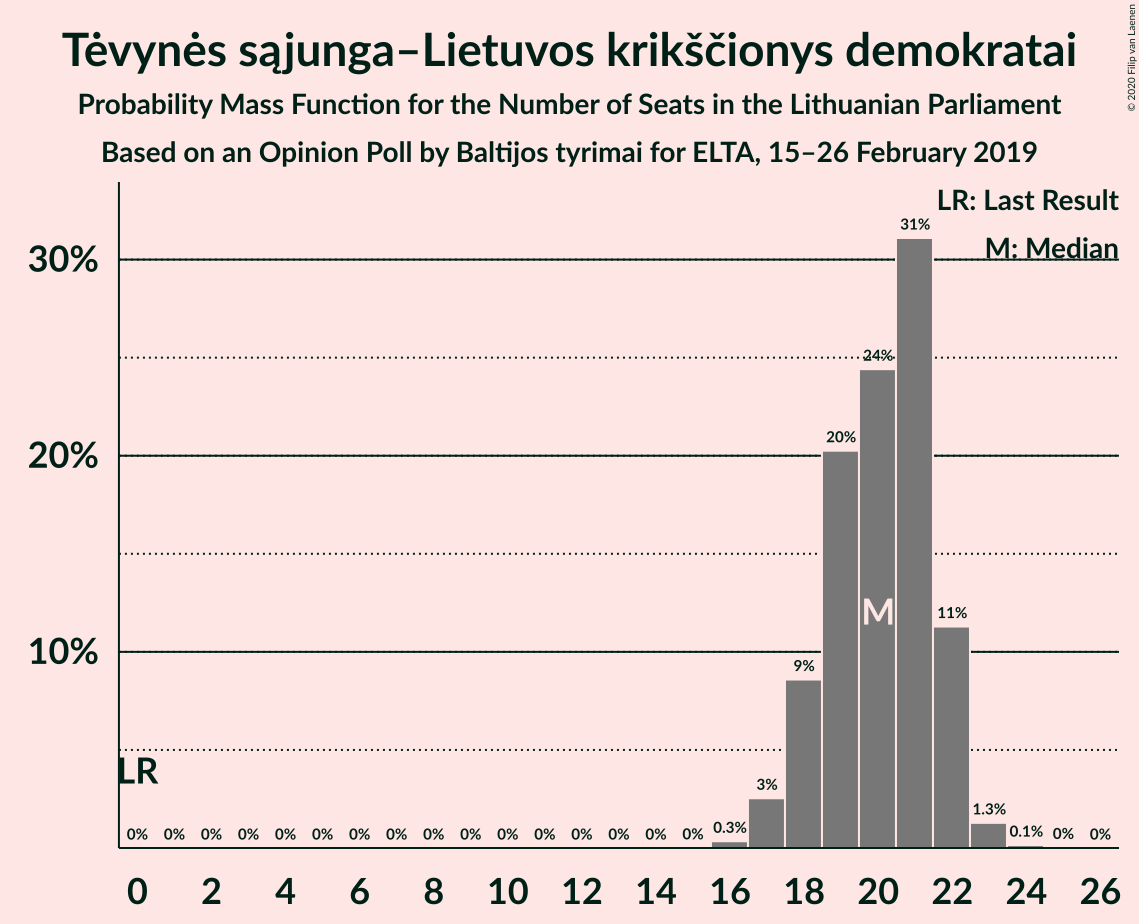 © 2020 Filip van Laenen
Tėvynės sąjunga–Lietuvos krikščionys demokratai
Probability Mass Function for the Number of Seats in the Lithuanian Parliament
Based on an Opinion Poll by Baltijos tyrimai for ELTA, 15–26 February 2019
LR: Last Result
M: Median
30%
20%
10%
LR
M
0% 0% 0% 0% 0% 0% 0% 0% 0% 0% 0% 0% 0% 0% 0% 0% 0.3% 3% 9% 20% 24% 31% 11% 1.3% 0.1% 0% 0%
0 2 4 6 8 10 12 14 16 18 20 22 24 26